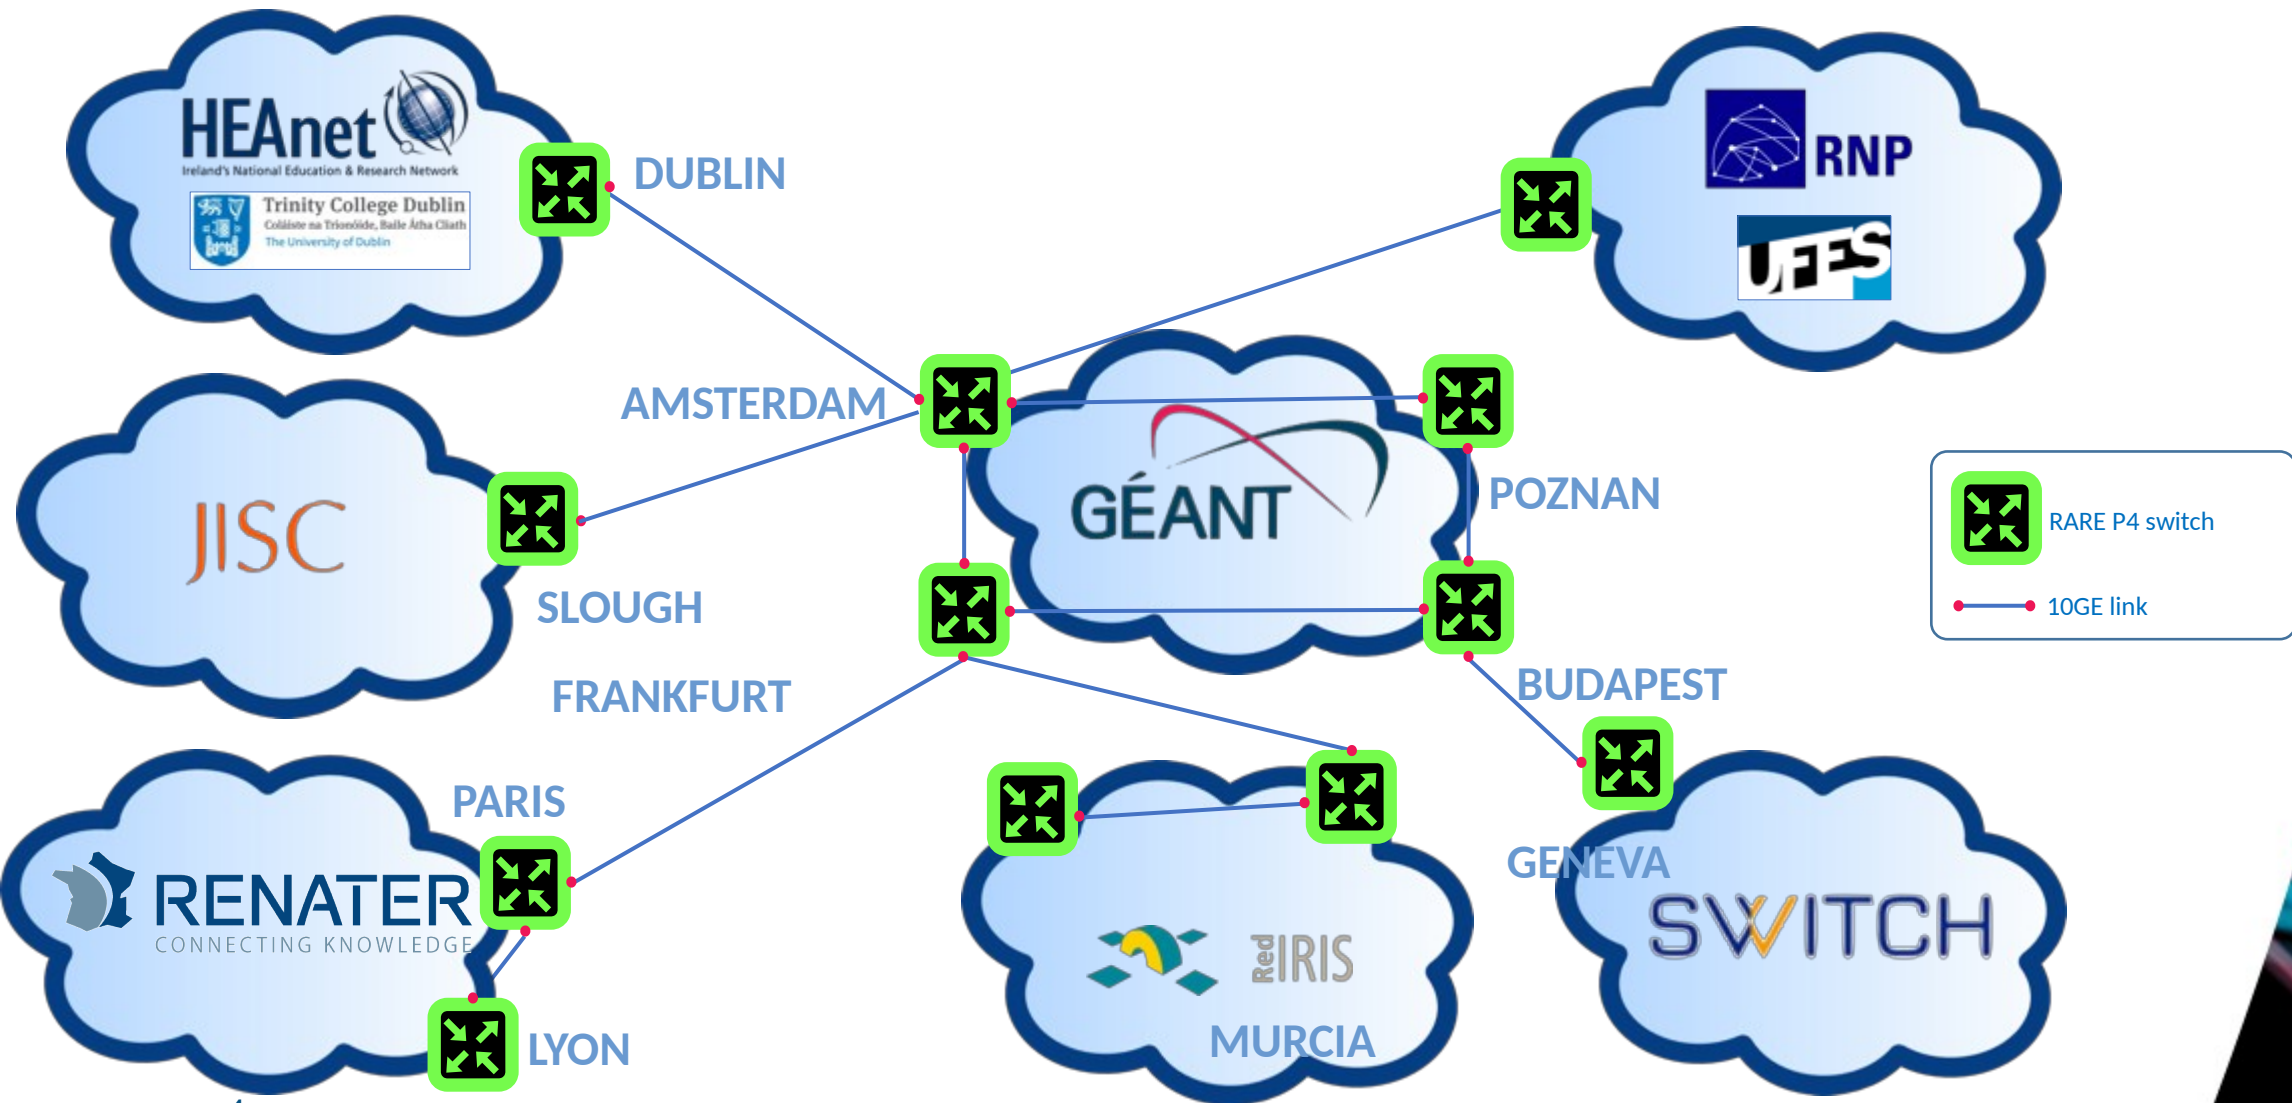 HEAnet
Ireland's National Education & Research Network
Trinity College Dublin
Coláiste na Tríonóide, Baile Átha Cliath
The University of Dublin
DUBLIN
RNP
UFES
AMSTERDAM
JISC
SLOUGH
GÉANT
POZNAN
RARE P4 switch
10GE link
FRANKFURT
BUDAPEST
PARIS
RENATER
CONNECTING KNOWLEDGE
LYON
Red IRIS
MURCIA
GENEVA
SWITCH